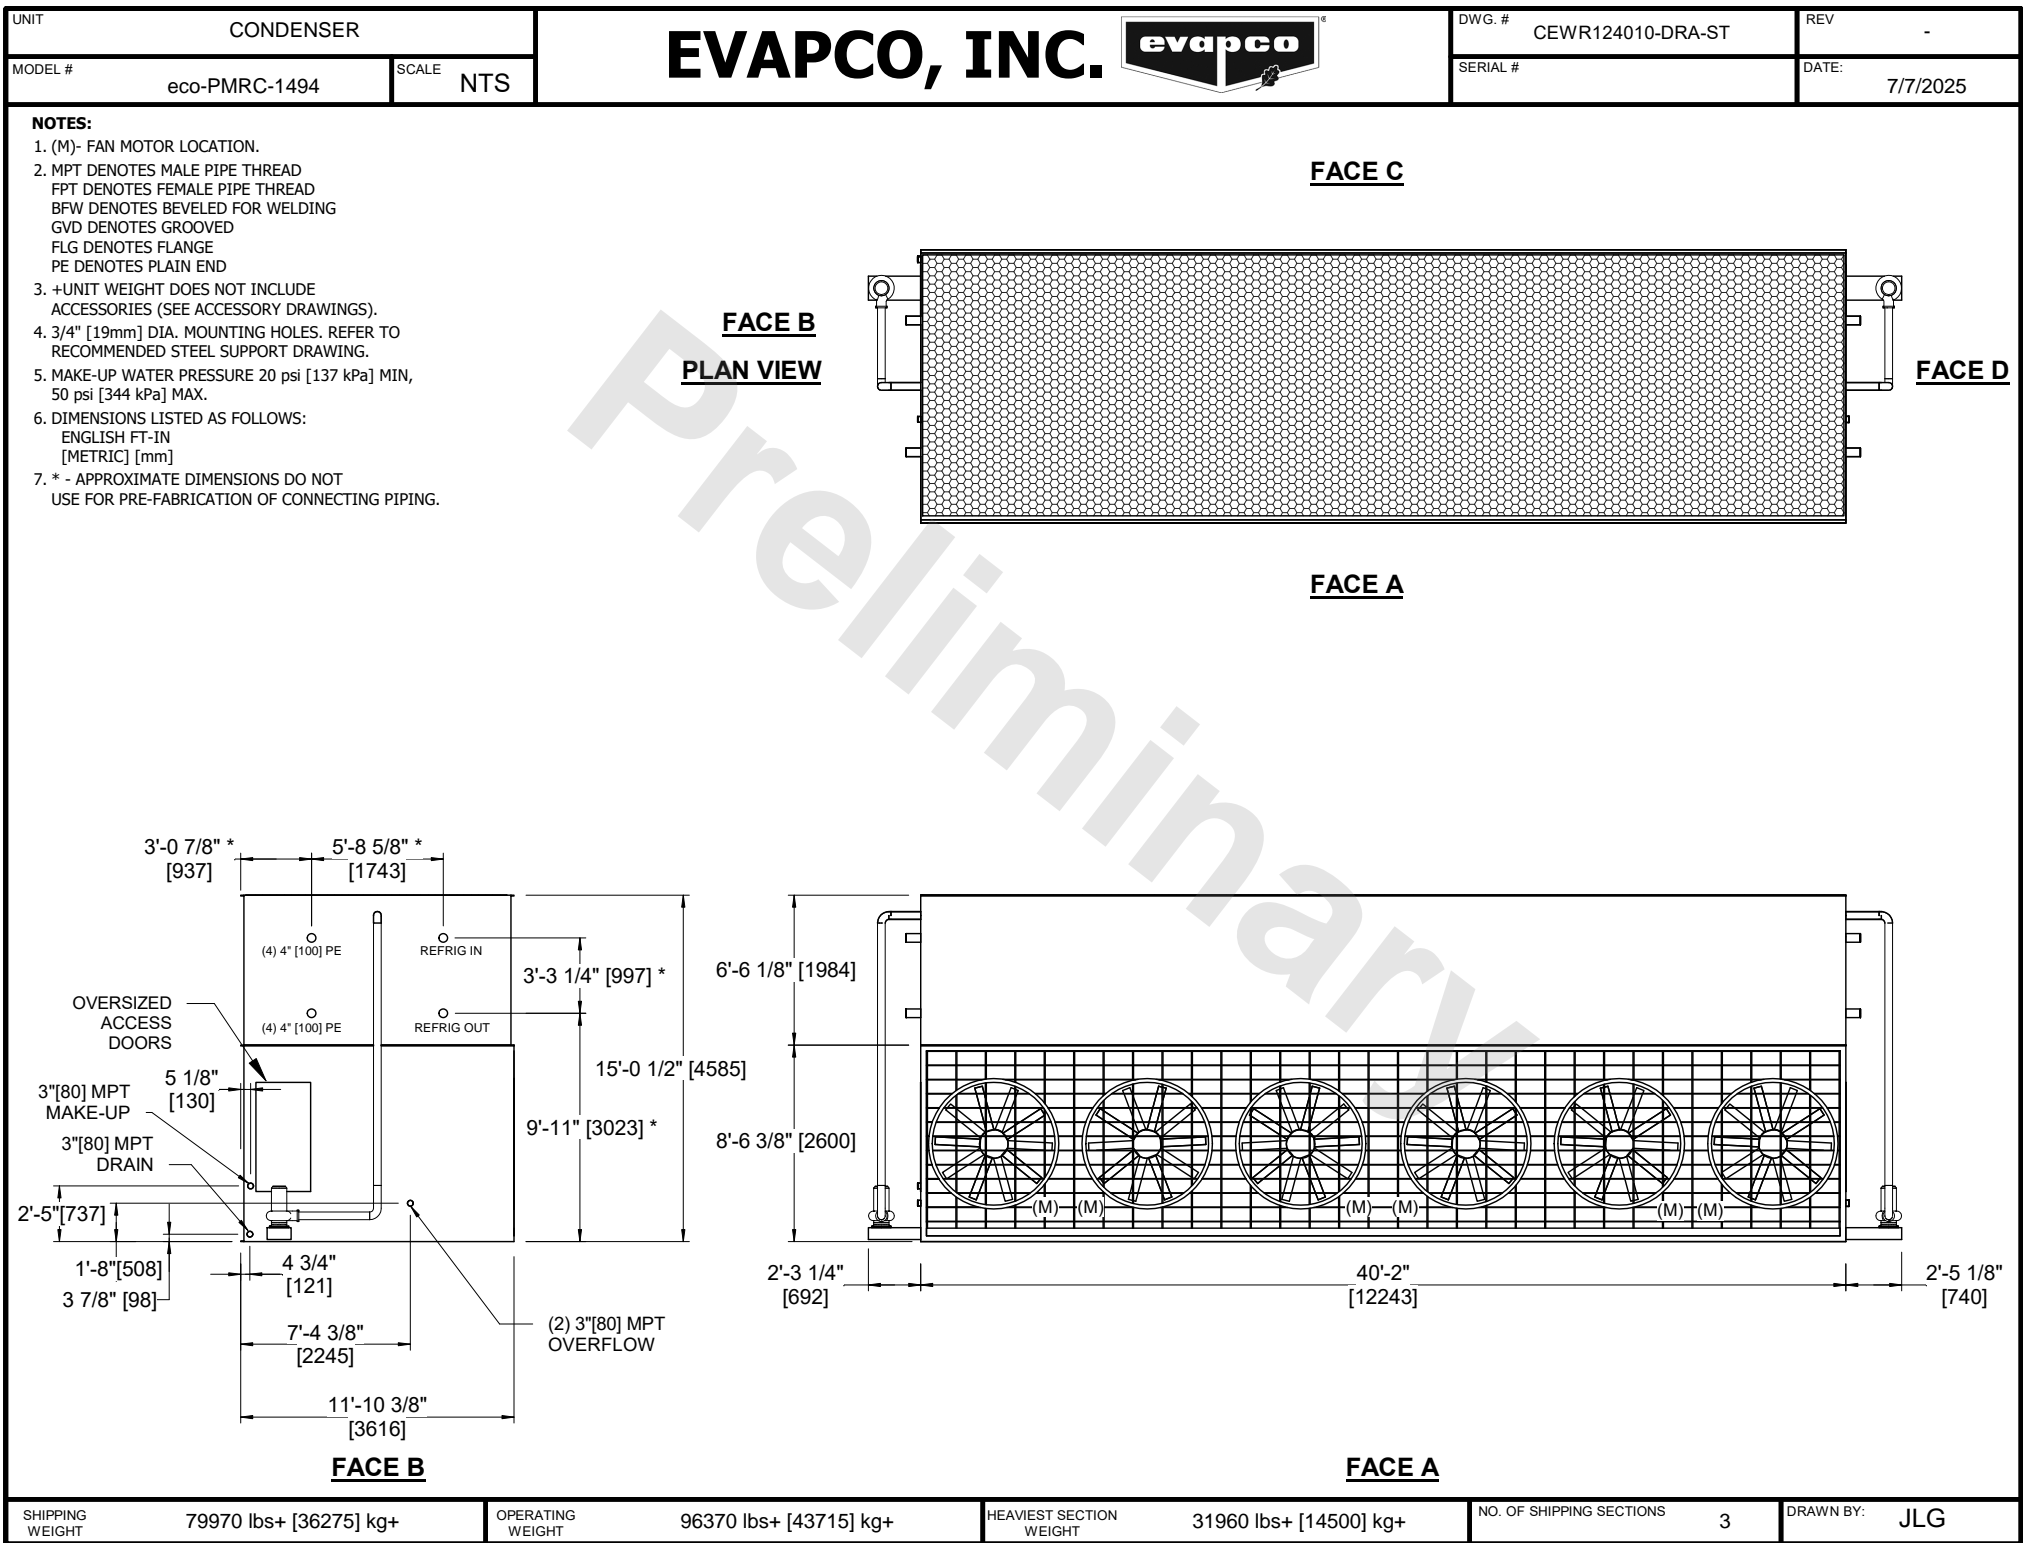 UNIT
CONDENSER
MODEL #
eco-PMRC-1494
SCALE
NTS
EVAPCO, INC.
evapco
®
DWG. #
CEWR124010-DRA-ST
REV
-
SERIAL #
DATE:
7/7/2025
NOTES:
1. (M)- FAN MOTOR LOCATION.
2. MPT DENOTES MALE PIPE THREAD
FPT DENOTES FEMALE PIPE THREAD
BFW DENOTES BEVELED FOR WELDING
GVD DENOTES GROOVED
FLG DENOTES FLANGE
PE DENOTES PLAIN END
3. +UNIT WEIGHT DOES NOT INCLUDE
ACCESSORIES (SEE ACCESSORY DRAWINGS).
4. 3/4" [19mm] DIA. MOUNTING HOLES. REFER TO
RECOMMENDED STEEL SUPPORT DRAWING.
5. MAKE-UP WATER PRESSURE 20 psi [137 kPa] MIN,
50 psi [344 kPa] MAX.
6. DIMENSIONS LISTED AS FOLLOWS:
ENGLISH FT-IN
[METRIC] [mm]
7. * - APPROXIMATE DIMENSIONS DO NOT
USE FOR PRE-FABRICATION OF CONNECTING PIPING.
FACE C
FACE B
PLAN VIEW
FACE D
FACE A
Preliminary
3'-0 7/8" *
[937]
5'-8 5/8" *
[1743]
(4) 4" [100] PE
REFRIG IN
3'-3 1/4" [997] *
OVERSIZED
ACCESS
DOORS
(4) 4" [100] PE
REFRIG OUT
15'-0 1/2" [4585]
5 1/8"
[130]
3"[80] MPT
MAKE-UP
3"[80] MPT
DRAIN
9'-11" [3023] *
2'-5"[737]
1'-8"[508]
3 7/8" [98]
4 3/4"
[121]
7'-4 3/8"
[2245]
(2) 3"[80] MPT
OVERFLOW
11'-10 3/8"
[3616]
FACE B
6'-6 1/8" [1984]
8'-6 3/8" [2600]
(M) (M) (M) (M) (M) (M)
2'-3 1/4"
[692]
40'-2"
[12243]
2'-5 1/8"
[740]
FACE A
SHIPPING
WEIGHT
79970 lbs+ [36275] kg+
OPERATING
WEIGHT
96370 lbs+ [43715] kg+
HEAVIEST SECTION
WEIGHT
31960 lbs+ [14500] kg+
NO. OF SHIPPING SECTIONS
3
DRAWN BY:
JLG